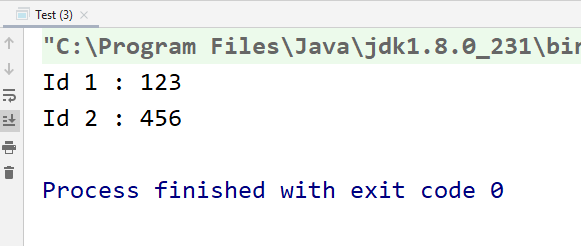 Test (3) ×
"C:\Program Files\Java\jdk1.8.0_231\bin
Id 1 : 123
Id 2 : 456
Process finished with exit code 0